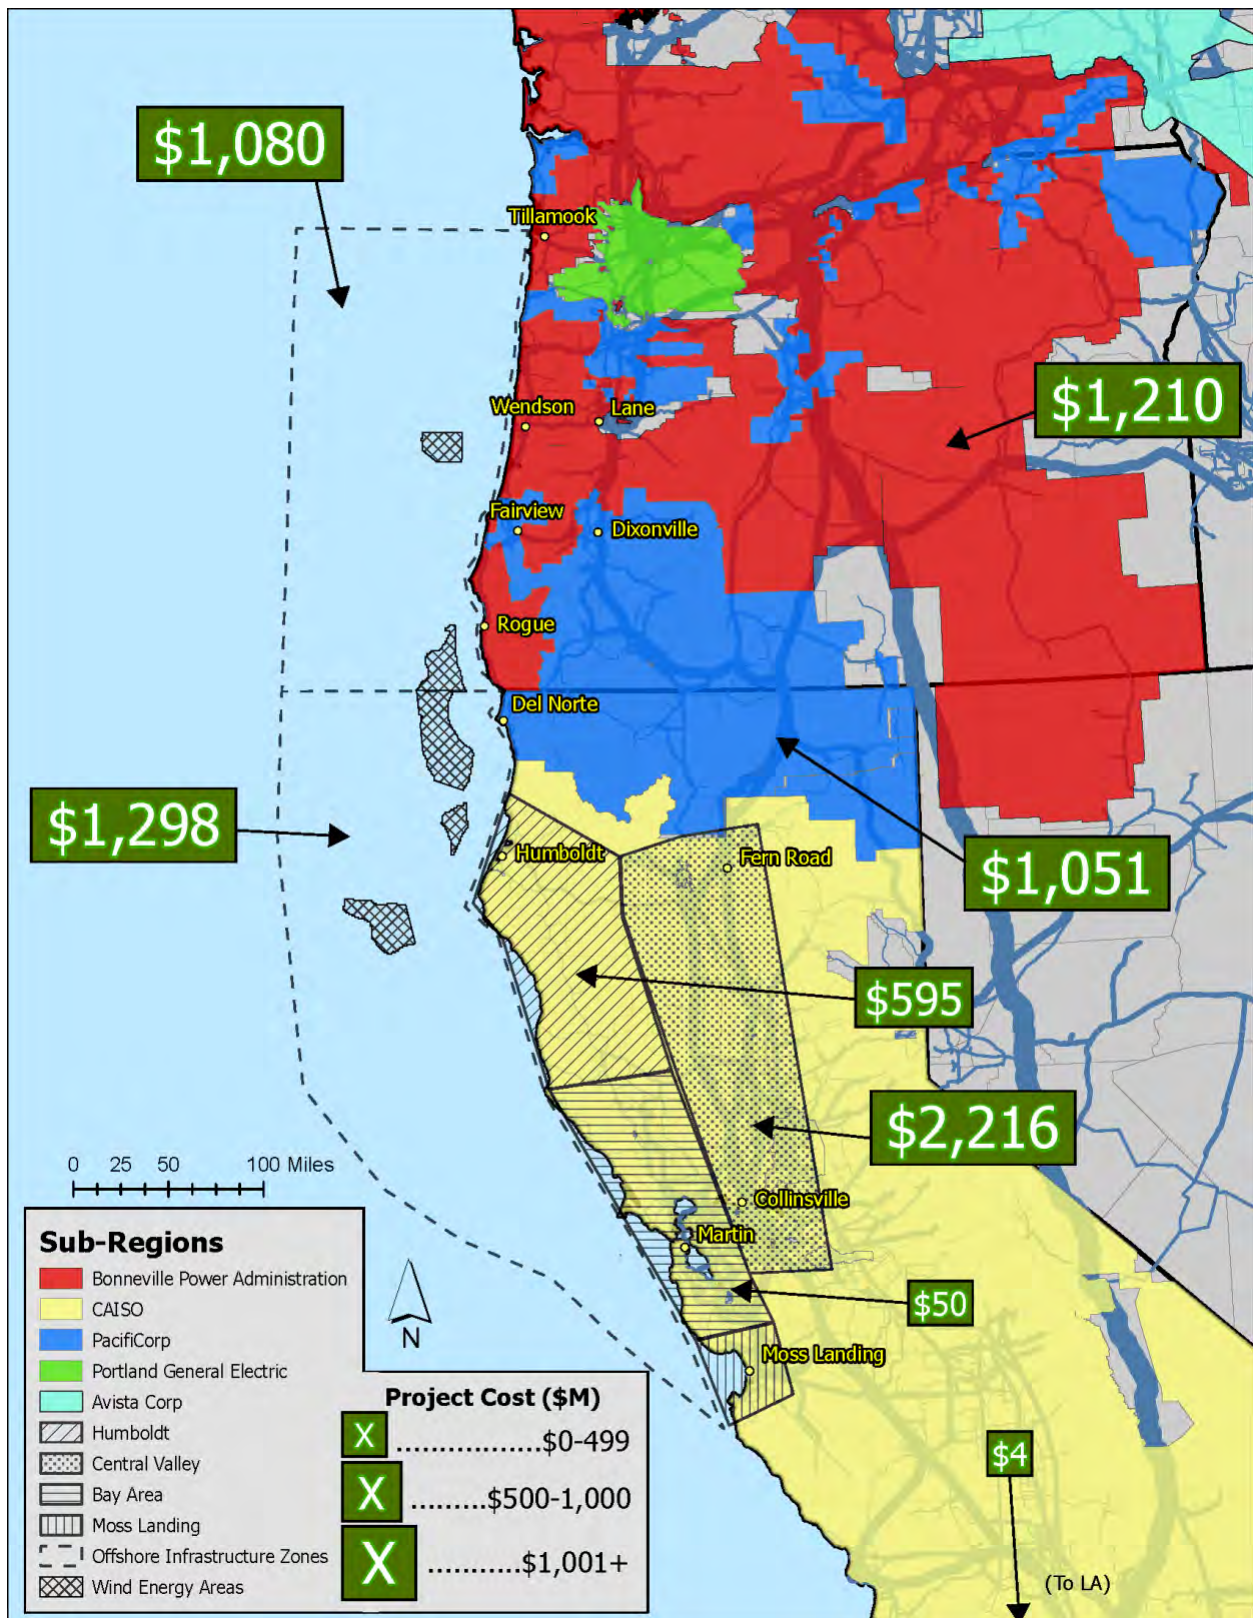 $1,080
Tillamook
$1,210
Wendson
Lane
Fairview
Dixonville
Rogue
Del Norte
$1,298
Humboldt
Fern Road
$1,051
$595
$2,216
0 25 50 100 Miles
Collinsville
Martin
$50
Moss Landing
N
$4
(To LA)
Sub-Regions
Bonneville Power Administration
CAISO
PacifiCorp
Portland General Electric
Avista Corp
Humboldt
Central Valley
Bay Area
Moss Landing
Offshore Infrastructure Zones
Wind Energy Areas
Project Cost ($M)
X .................$0-499
X .........$500-1,000
X ...........$1,001+